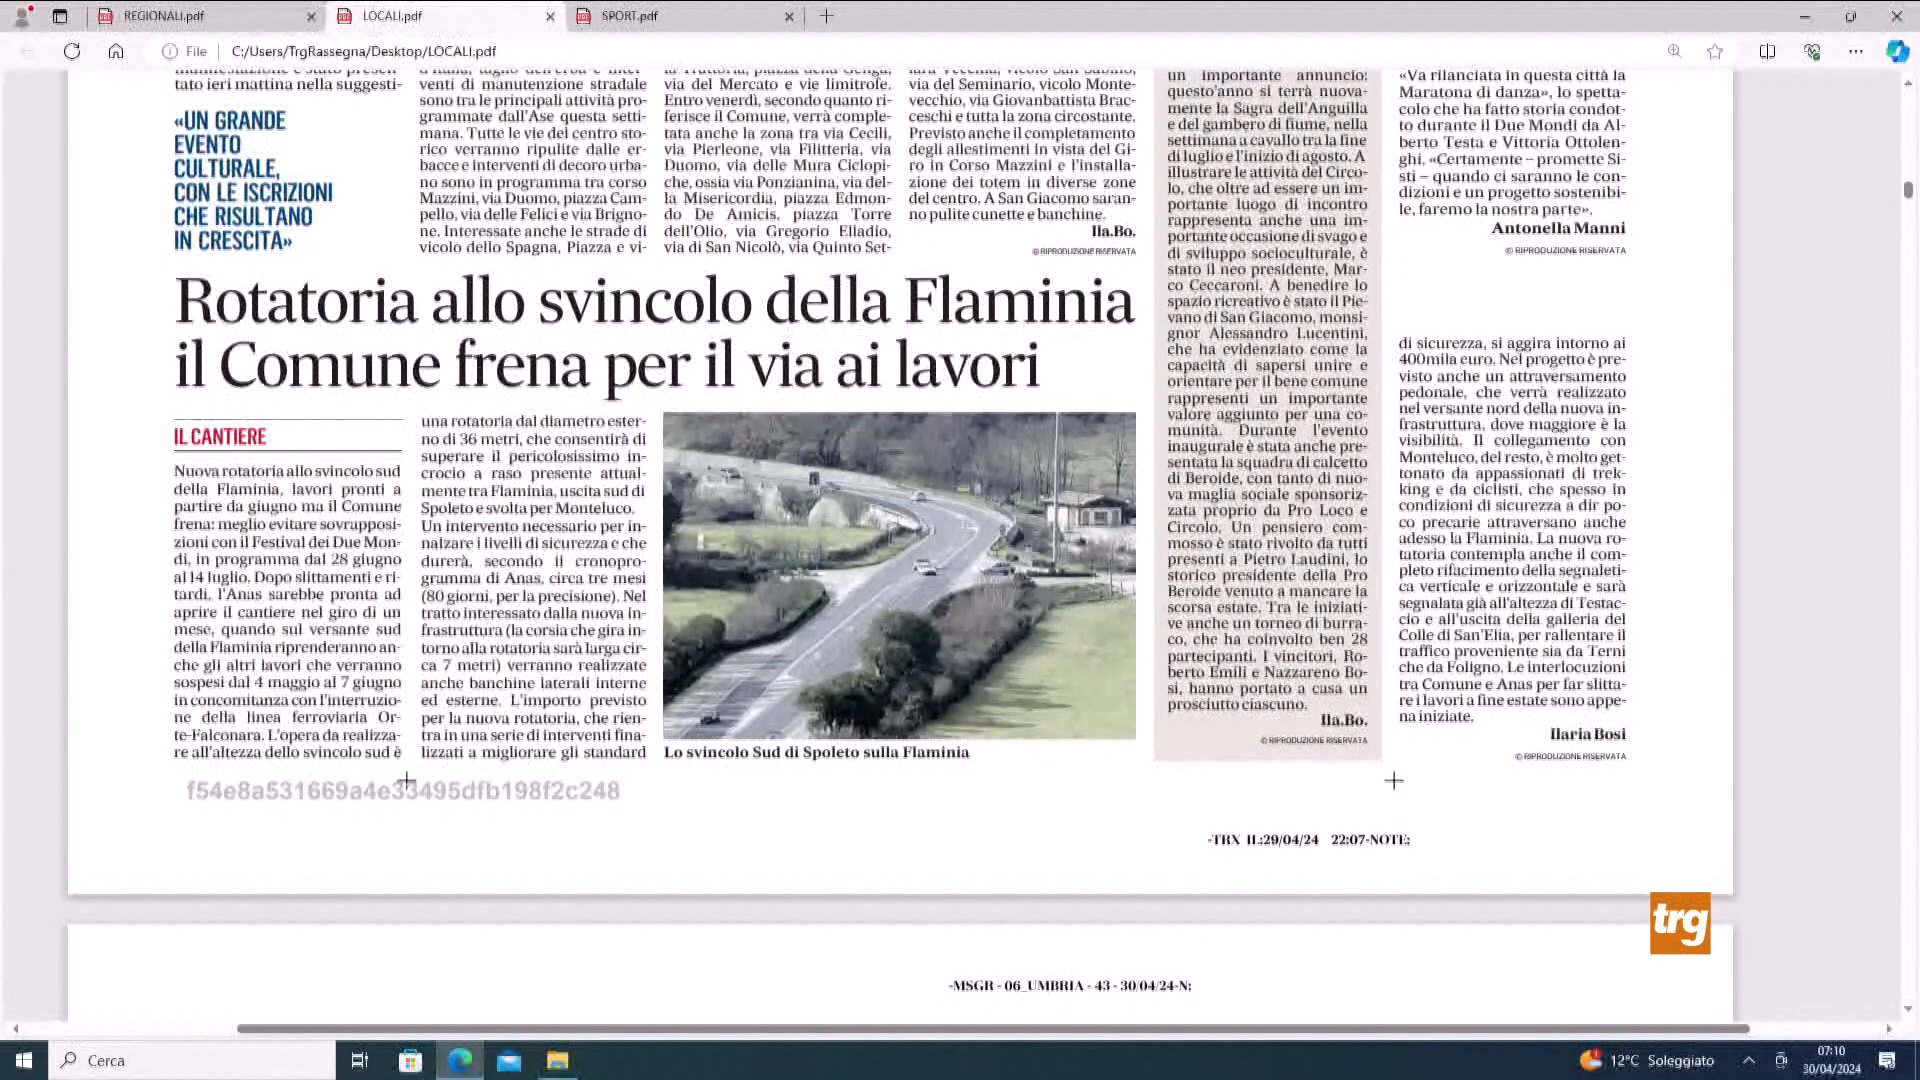 REGIONALI.pdf
LOCALI.pdf
SPORT.pdf
File
C:/Users/TrgRassegna/Desktop/LOCALI.pdf
tato ieri mattina nella suggesti-
«UN GRANDE
EVENTO
CULTURALE,
CON LE ISCRIZIONI
CHE RISULTANO
IN CRESCITA»
venti di manutenzione stradale
sono tra le principali attività pro-
grammate dall'Ase questa setti-
mana. Tutte le vie del centro sto-
rico verranno ripulite dalle er-
bacce e interventi di decoro urba-
no sono in programma tra corso
Mazzini, via Duomo, piazza Cam-
pello, via delle Felici e via Brigno-
ne. Interessate anche le strade di
vicolo dello Spagna, Piazza e vi-
via del Mercato e vie limitrofe.
Entro venerdì, secondo quanto ri-
ferisce il Comune, verrà comple-
tata anche la zona tra via Cecili,
via Pierleone, via Filitteria, via
Duomo, via delle Mura Ciclopi-
che, ossia via Ponzianina, via del-
la Misericordia, piazza Edmon-
do De Amicis, piazza Torre
dell'Olio, via Gregorio Elladio,
via di San Nicolò, via Quinto Set-
via del Seminario, vicolo Monte-
vecchio, via Giovanbattista Brac-
ceschi e tutta la zona circostante.
Previsto anche il completamento
degli allestimenti in vista del Gi-
ro in Corso Mazzini e l'installa-
zione dei totem in diverse zone
del centro. A San Giacomo saran-
no pulite cunette e banchine.
Ila.Bo.
© RIPRODUZIONE RISERVATA
Rotatoria allo svincolo della Flaminia
il Comune frena per il via ai lavori
IL CANTIERE
Nuova rotatoria allo svincolo sud
della Flaminia, lavori pronti a
partire da giugno ma il Comune
frena: meglio evitare sovrapposi-
zioni con il Festival dei Due Mon-
di, in programma dal 28 giugno
al 14 luglio. Dopo slittamenti e ri-
tardi, l'Anas sarebbe pronta ad
aprire il cantiere nel giro di un
mese, quando sul versante sud
della Flaminia riprenderanno an-
che gli altri lavori che verranno
sospesi dal 4 maggio al 7 giugno
in concomitanza con l'interruzio-
ne della linea ferroviaria Or-
te-Falconara. L'opera da realizza-
re all'altezza dello svincolo sud è
una rotatoria dal diametro ester-
no di 36 metri, che consentirà di
superare il pericolosissimo in-
crocio a raso presente attual-
mente tra Flaminia, uscita sud di
Spoleto e svolta per Monteluco.
Un intervento necessario per in-
nalzare i livelli di sicurezza e che
durerà, secondo il cronopro-
gramma di Anas, circa tre mesi
(80 giorni, per la precisione). Nel
tratto interessato dalla nuova in-
frastruttura (la corsia che gira in-
torno alla rotatoria sarà larga cir-
ca 7 metri) verranno realizzate
anche banchine laterali interne
ed esterne. L'importo previsto
per la nuova rotatoria, che rien-
tra in una serie di interventi fina-
lizzati a migliorare gli standard
Lo svincolo Sud di Spoleto sulla Flaminia
un importante annuncio:
quest'anno si terrà nuova-
mente la Sagra dell'Anguilla
e del gambero di fiume, nella
settimana a cavallo tra la fine
di luglio e l'inizio di agosto. A
illustrare le attività del Circo-
lo, che oltre ad essere un im-
portante luogo di incontro
rappresenta anche una im-
portante occasione di svago e
di sviluppo socioculturale, è
stato il neo presidente, Mar-
co Ceccaroni. A benedire lo
spazio ricreativo è stato il Pie-
vano di San Giacomo, monsi-
gnor Alessandro Lucentini,
che ha evidenziato come la
capacità di sapersi unire e
orientare per il bene comune
rappresenti un importante
valore aggiunto per una co-
munità. Durante l'evento
inaugurale è stata anche pre-
sentata la squadra di calcetto
di Beroide, con tanto di nuo-
va maglia sociale sponsoriz-
zata proprio da Pro Loco e
Circolo. Un pensiero com-
mosso è stato rivolto da tutti
presenti a Pietro Laudini, lo
storico presidente della Pro
Beroide venuto a mancare la
scorsa estate. Tra le iniziati-
ve anche un torneo di burra-
co, che ha coinvolto ben 28
partecipanti. I vincitori, Ro-
berto Emili e Nazzareno Bo-
si, hanno portato a casa un
prosciutto ciascuno.
Ila.Bo.
© RIPRODUZIONE RISERVATA
«Va rilanciata in questa città la
Maratona di danza», lo spetta-
colo che ha fatto storia condot-
to durante il Due Mondi da Al-
berto Testa e Vittoria Ottolen-
ghi. «Certamente – promette Si-
sti – quando ci saranno le con-
dizioni e un progetto sostenibi-
le, faremo la nostra parte».
Antonella Manni
© RIPRODUZIONE RISERVATA
di sicurezza, si aggira intorno ai
400mila euro. Nel progetto è pre-
visto anche un attraversamento
pedonale, che verrà realizzato
nel versante nord della nuova in-
frastruttura, dove maggiore è la
visibilità. Il collegamento con
Monteluco, del resto, è molto get-
tonato da appassionati di trek-
king e da ciclisti, che spesso in
condizioni di sicurezza a dir po-
co precarie attraversano anche
adesso la Flaminia. La nuova ro-
tatoria contempla anche il com-
pleto rifacimento della segnaleti-
ca verticale e orizzontale e sarà
segnalata già all'altezza di Testac-
cio e all'uscita della galleria del
Colle di San'Elia, per rallentare il
traffico proveniente sia da Terni
che da Foligno. Le interlocuzioni
tra Comune e Anas per far slitta-
re i lavori a fine estate sono appe-
na iniziate.
Ilaria Bosi
© RIPRODUZIONE RISERVATA
f54e8a531669a4e33495dfb198f2c248
-TRX IL:29/04/24 22:07-NOTE:
trg
-MSGR - 06_UMBRIA - 43 - 30/04/24-N:
Cerca
12°C Soleggiato
07:10
30/04/2024